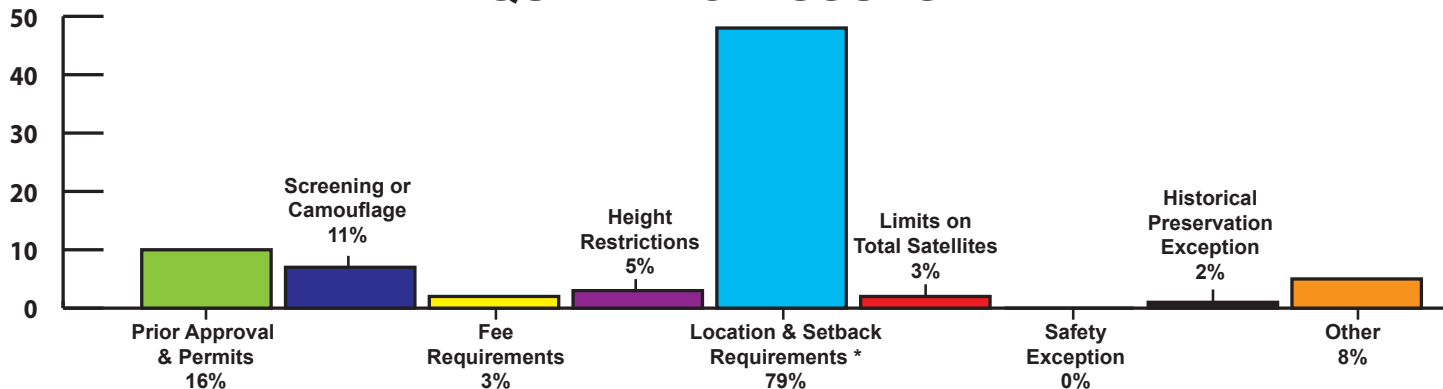 50
40
30
20
10
0
Prior Approval
& Permits
16%
Screening or
Camouflage
11%
Fee
Requirements
3%
Height
Restrictions
5%
Location & Setback
Requirements *
79%
Limits on
Total Satellites
3%
Safety
Exception
0%
Historical
Preservation
Exception
2%
Other
8%